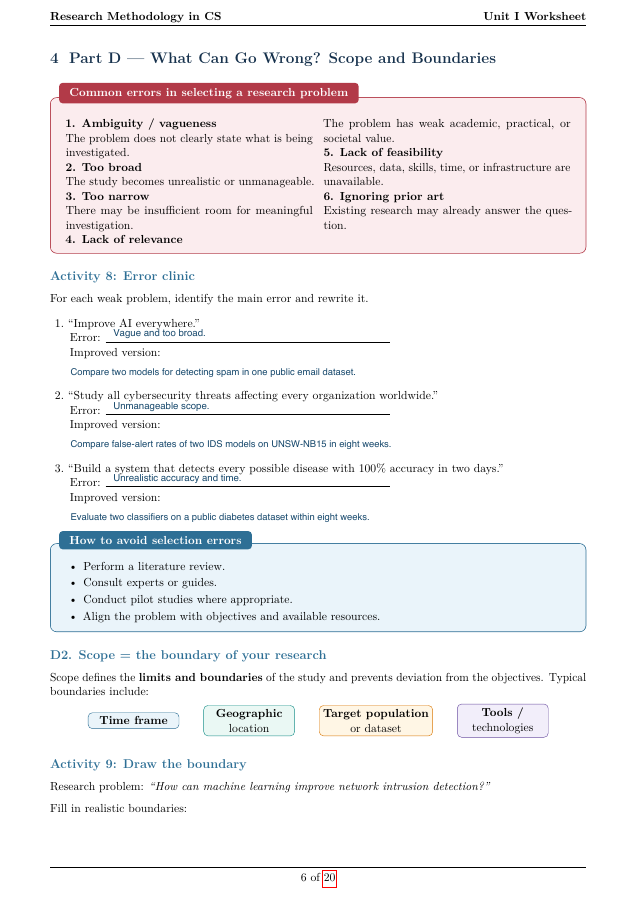 Research Methodology in CS
Unit I Worksheet
4 Part D — What Can Go Wrong? Scope and Boundaries
Common errors in selecting a research problem
1. Ambiguity / vagueness
The problem does not clearly state what is being
investigated.
2. Too broad
The study becomes unrealistic or unmanageable.
3. Too narrow
There may be insufficient room for meaningful
investigation.
4. Lack of relevance
The problem has weak academic, practical, or
societal value.
5. Lack of feasibility
Resources, data, skills, time, or infrastructure are
unavailable.
6. Ignoring prior art
Existing research may already answer the ques-
tion.
Activity 8: Error clinic
For each weak problem, identify the main error and rewrite it.
1. “Improve AI everywhere.”
Error: Vague and too broad.
Improved version:
Compare two models for detecting spam in one public email dataset.
2. “Study all cybersecurity threats affecting every organization worldwide.”
Error: Unmanageable scope.
Improved version:
Compare false-alert rates of two IDS models on UNSW-NB15 in eight weeks.
3. “Build a system that detects every possible disease with 100% accuracy in two days.”
Error: Unrealistic accuracy and time.
Improved version:
Evaluate two classifiers on a public diabetes dataset within eight weeks.
How to avoid selection errors
• Perform a literature review.
• Consult experts or guides.
• Conduct pilot studies where appropriate.
• Align the problem with objectives and available resources.
D2. Scope = the boundary of your research
Scope defines the limits and boundaries of the study and prevents deviation from the objectives. Typical
boundaries include:
Time frame
Geographic
location
Target population
or dataset
Tools /
technologies
Activity 9: Draw the boundary
Research problem: “How can machine learning improve network intrusion detection?”
Fill in realistic boundaries:
6 of 20